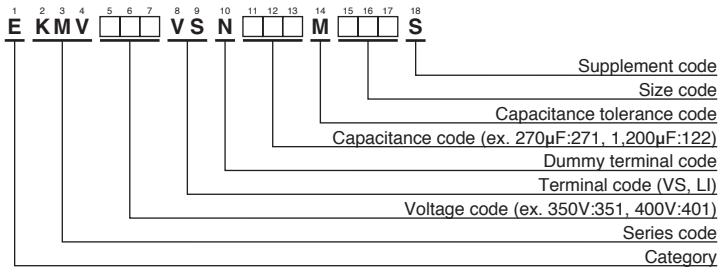 1 2 3 4 5 6 7 8 9 10 11 12 13 14 15 16 17 18
E KMV □□□ VS N □□□ M □□□ S
Supplement code
Size code
Capacitance tolerance code
Capacitance code (ex. 270µF:271, 1,200µF:122)
Dummy terminal code
Terminal code (VS, LI)
Voltage code (ex. 350V:351, 400V:401)
Series code
Category